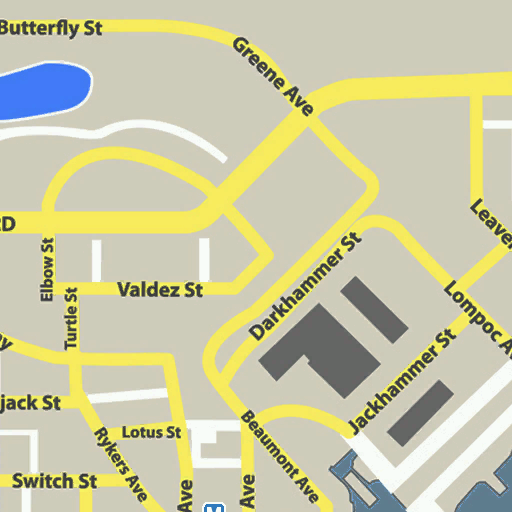 Butterfly St
Greene Ave
Elbow St
Valdez St
Turtle St
Darkhammer St
Leaven
Lompoc Av
Jackhammer St
jack St
Rykers Ave
Lotus St
Beaumont Ave
Switch St
Ave
Ave
M